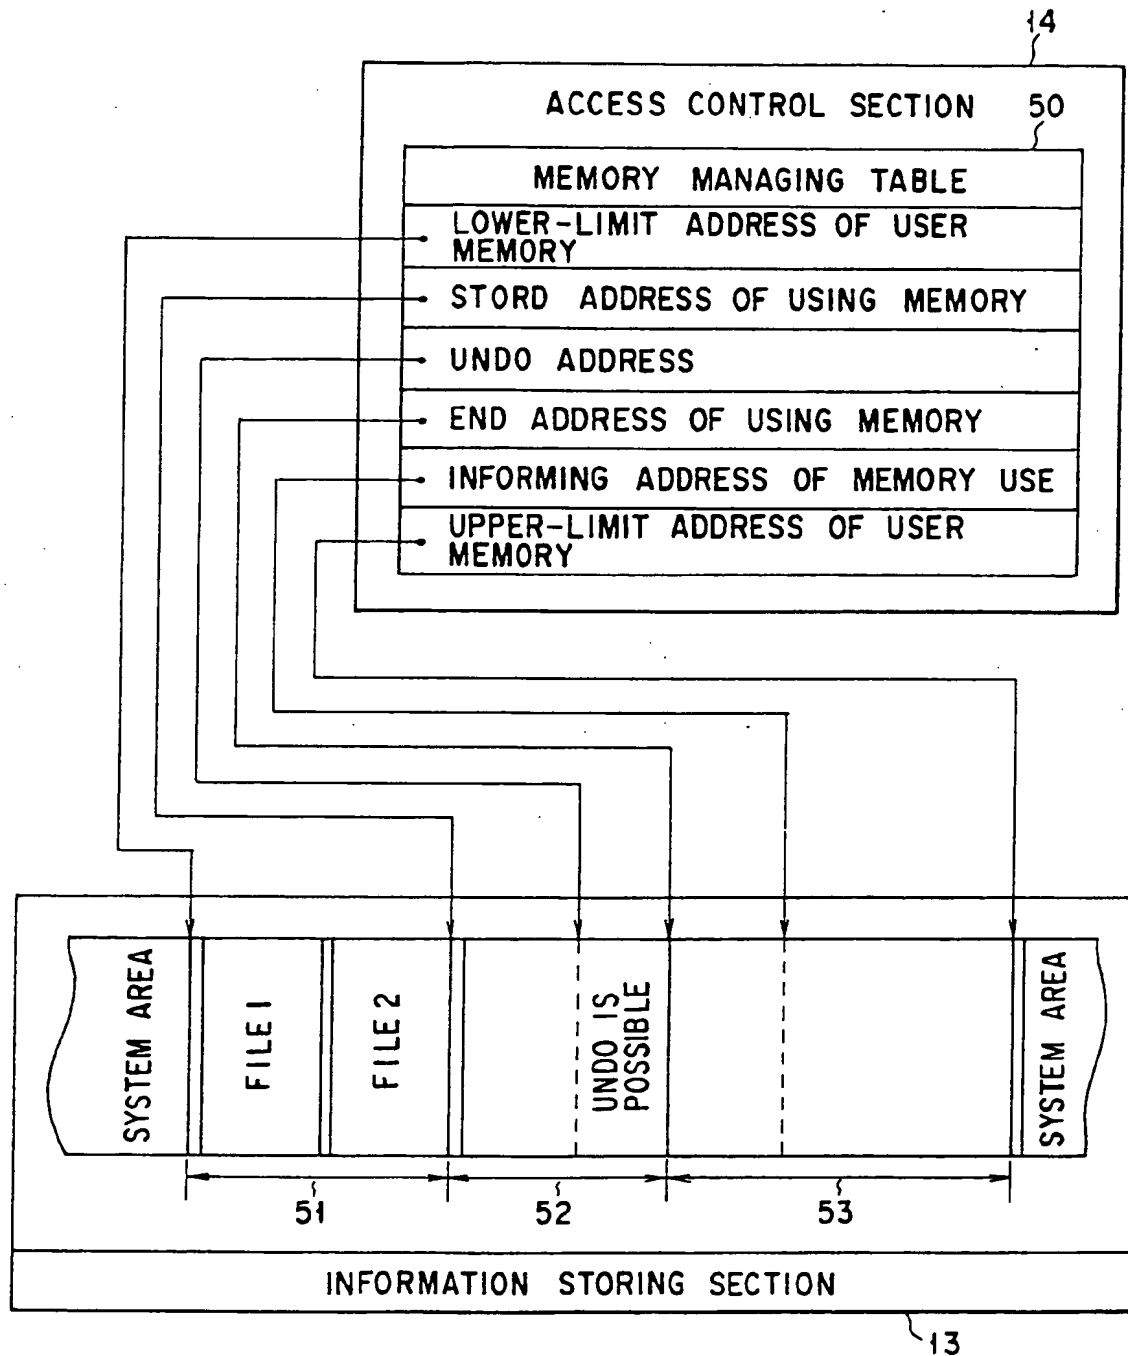 14
ACCESS CONTROL SECTION 50
MEMORY MANAGING TABLE
LOWER-LIMIT ADDRESS OF USER
MEMORY
STORD ADDRESS OF USING MEMORY
UNDO ADDRESS
END ADDRESS OF USING MEMORY
INFORMING ADDRESS OF MEMORY USE
UPPER-LIMIT ADDRESS OF USER
MEMORY
SYSTEM AREA
FILE 1
FILE 2
UNDO IS
POSSIBLE
SYSTEM AREA
51
52
53
INFORMATION STORING SECTION
13